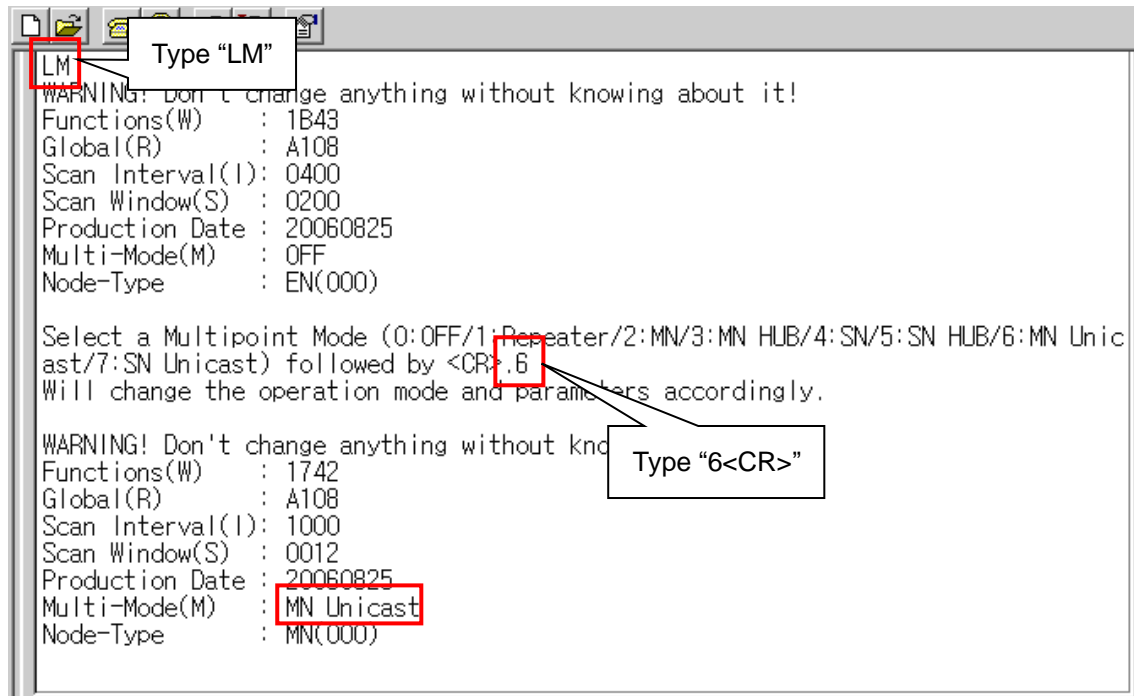 Type “LM”
LM
WARNING! Don't change anything without knowing about it!
Functions(W) : 1B43
Global(R) : A108
Scan Interval(I): 0400
Scan Window(S) : 0200
Production Date : 20060825
Multi-Mode(M) : OFF
Node-Type : EN(000)
Select a Multipoint Mode (0:OFF/1:Repeater/2:MN/3:MN HUB/4:SN/5:SN HUB/6:MN Unic
ast/7:SN Unicast) followed by <CR>.6
Will change the operation mode and parameters accordingly.
WARNING! Don't change anything without kno
Type “6<CR>”
Functions(W) : 1742
Global(R) : A108
Scan Interval(I): 1000
Scan Window(S) : 0012
Production Date : 20060825
Multi-Mode(M) : MN Unicast
Node-Type : MN(000)